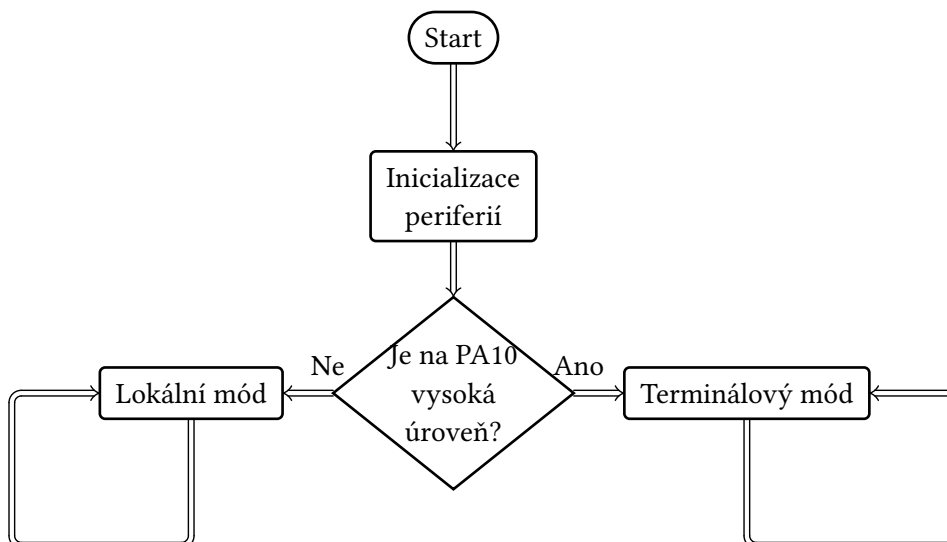 Start
Inicializace
periferií
Ne
Je na PA10
Ano
Lokální mód
vysoká
Terminálový mód
úroveň?